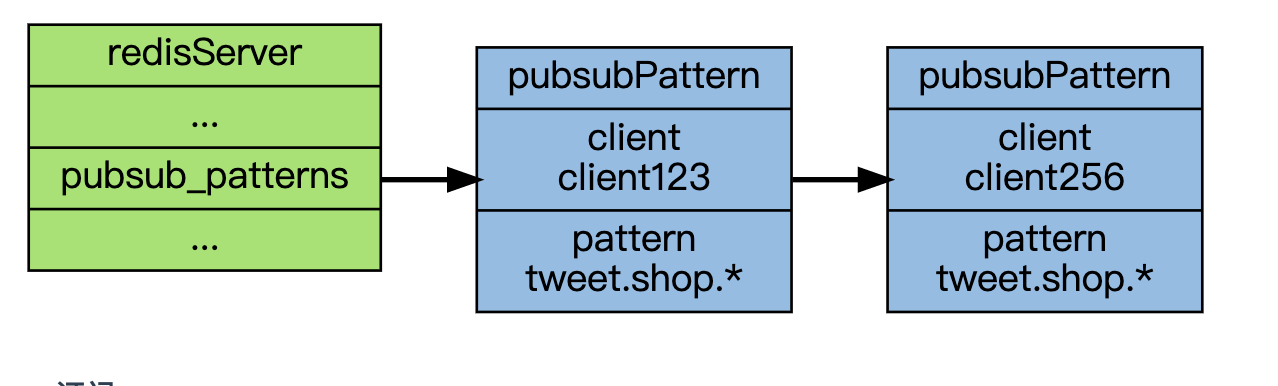 redisServer
...
pubsub_patterns
...
pubsubPattern
client
client123
pattern
tweet.shop.*
pubsubPattern
client
client256
pattern
tweet.shop.*